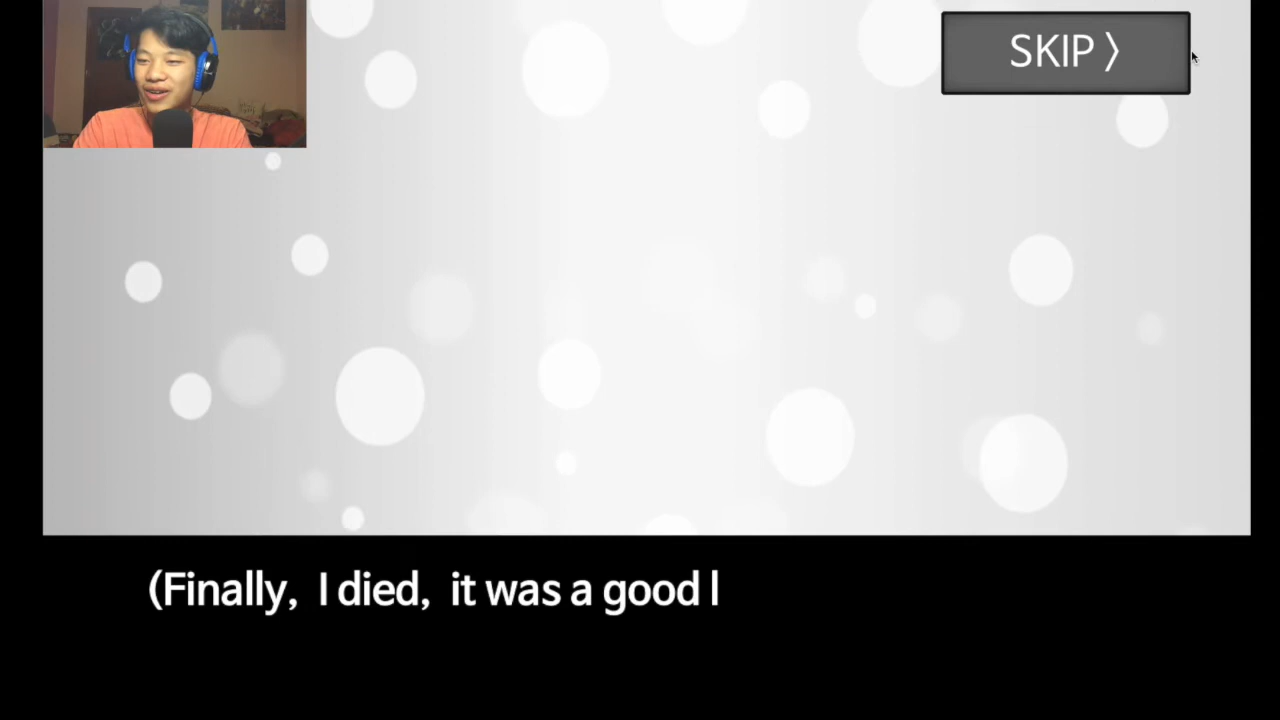 SKIP 〉
(Finally, I died, it was a good l